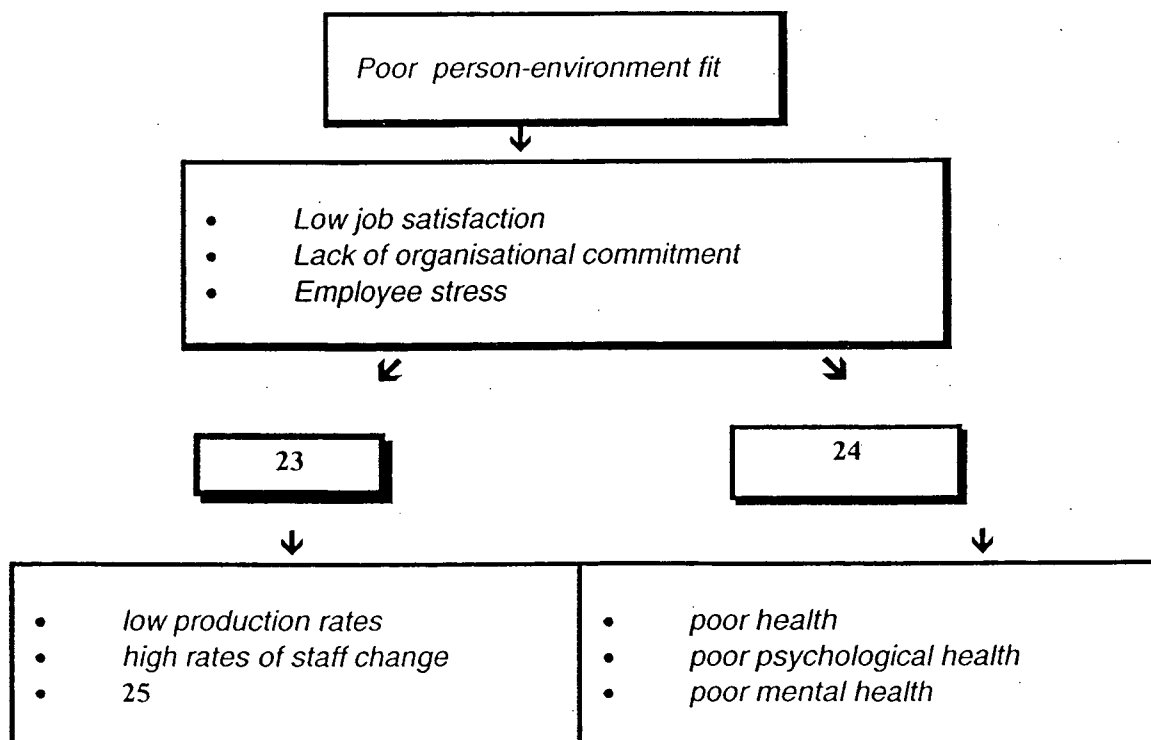 Poor person-environment fit
• Low job satisfaction
• Lack of organisational commitment
• Employee stress
23
24
• low production rates
• high rates of staff change
• 25
• poor health
• poor psychological health
• poor mental health